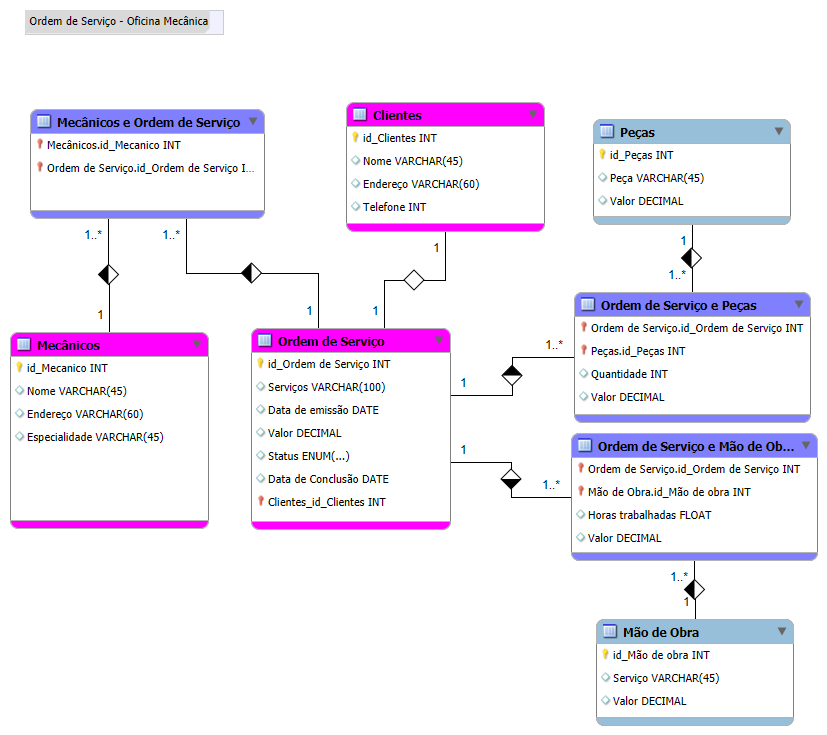 Ordem de Serviço - Oficina Mecânica
Mecânicos e Ordem de Serviço
Mecânicos.id_Mecanico INT
Ordem de Serviço.id_Ordem de Serviço I...
Clientes
id_Clientes INT
Nome VARCHAR(45)
Endereço VARCHAR(60)
Telefone INT
Peças
id_Peças INT
Peça VARCHAR(45)
Valor DECIMAL
1..*
1..*
1
1
1
1
1
1..*
Mecânicos
id_Mecanico INT
Nome VARCHAR(45)
Endereço VARCHAR(60)
Especialidade VARCHAR(45)
Ordem de Serviço
id_Ordem de Serviço INT
Serviços VARCHAR(100)
Data de emissão DATE
Valor DECIMAL
Status ENUM(...)
Data de Conclusão DATE
Clientes_id_Clientes INT
1
1..*
1
1..*
Ordem de Serviço e Peças
Ordem de Serviço.id_Ordem de Serviço INT
Peças.id_Peças INT
Quantidade INT
Valor DECIMAL
Ordem de Serviço e Mão de Ob...
Ordem de Serviço.id_Ordem de Serviço INT
Mão de Obra.id_Mão de obra INT
Horas trabalhadas FLOAT
Valor DECIMAL
1..*
1
Mão de Obra
id_Mão de obra INT
Serviço VARCHAR(45)
Valor DECIMAL